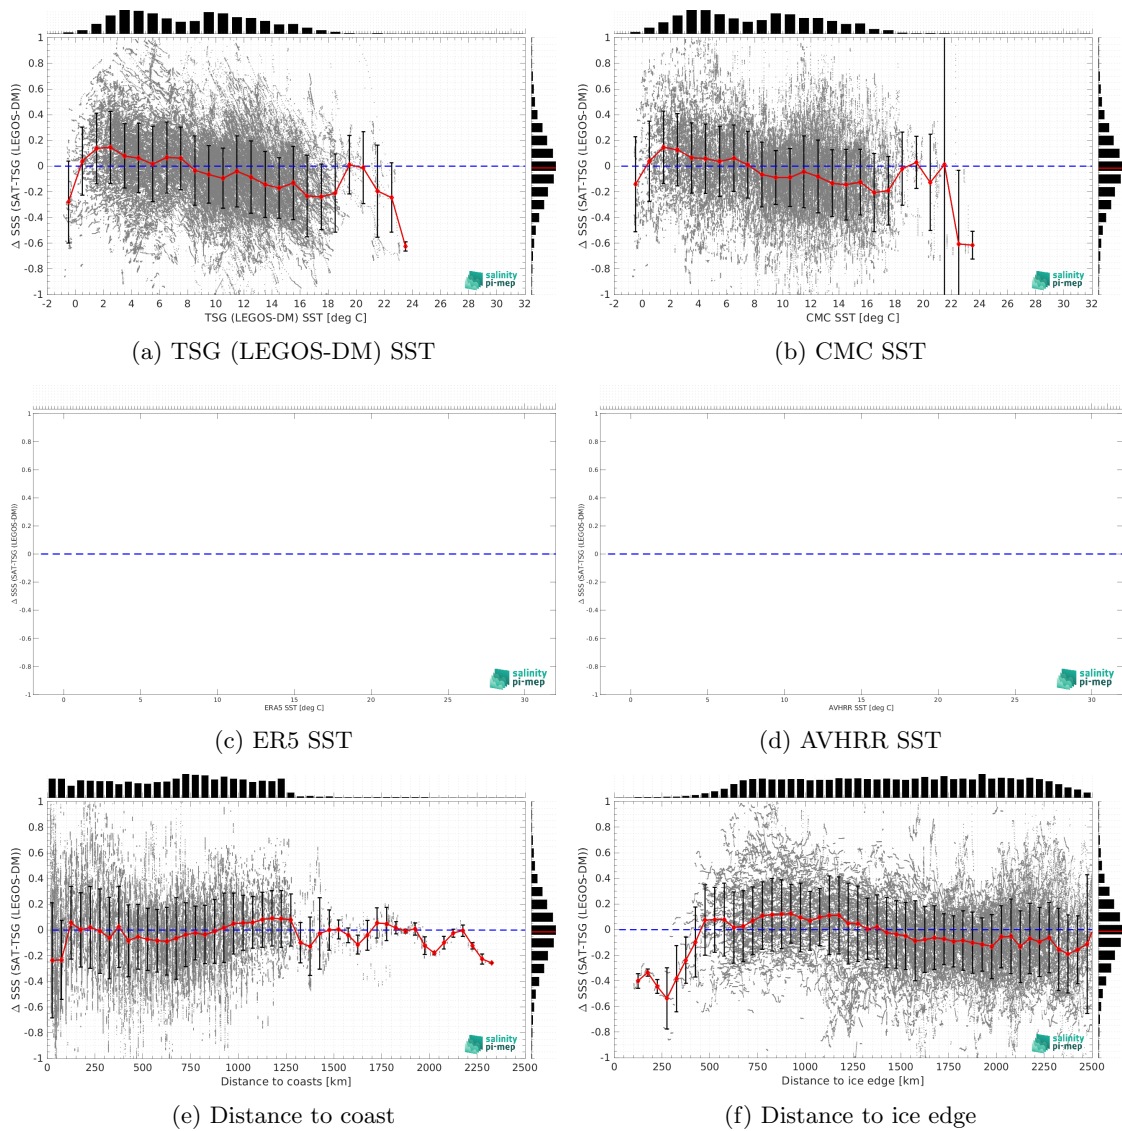 1
0.8
0.6
0.4
0.2
0
-0.2
-0.4
-0.6
-0.8
-1
Δ SSS (SAT-TSG (LEGOS-DM))
-2 0 2 4 6 8 10 12 14 16 18 20 22 24 26 28 30 32
TSG (LEGOS-DM) SST [deg C]
salinity
pi-mep
(a) TSG (LEGOS-DM) SST
1
0.8
0.6
0.4
0.2
0
-0.2
-0.4
-0.6
-0.8
-1
Δ SSS (SAT-TSG (LEGOS-DM))
-2 0 2 4 6 8 10 12 14 16 18 20 22 24 26 28 30 32
CMC SST [deg C]
salinity
pi-mep
(b) CMC SST
1
0.8
0.6
0.4
0.2
0
-0.2
-0.4
-0.6
-0.8
-1
Δ SSS (SAT-TSG (LEGOS-DM))
0 5 10 15 20 25 30
ERA5 SST [deg C]
salinity
pi-mep
(c) ER5 SST
1
0.8
0.6
0.4
0.2
0
-0.2
-0.4
-0.6
-0.8
-1
Δ SSS (SAT-TSG (LEGOS-DM))
0 5 10 15 20 25 30
AVHRR SST [deg C]
salinity
pi-mep
(d) AVHRR SST
1
0.8
0.6
0.4
0.2
0
-0.2
-0.4
-0.6
-0.8
-1
Δ SSS (SAT-TSG (LEGOS-DM))
0 250 500 750 1000 1250 1500 1750 2000 2250 2500
Distance to coasts [km]
salinity
pi-mep
(e) Distance to coast
1
0.8
0.6
0.4
0.2
0
-0.2
-0.4
-0.6
-0.8
-1
Δ SSS (SAT-TSG (LEGOS-DM))
0 250 500 750 1000 1250 1500 1750 2000 2250 2500
Distance to ice edge [km]
salinity
pi-mep
(f) Distance to ice edge